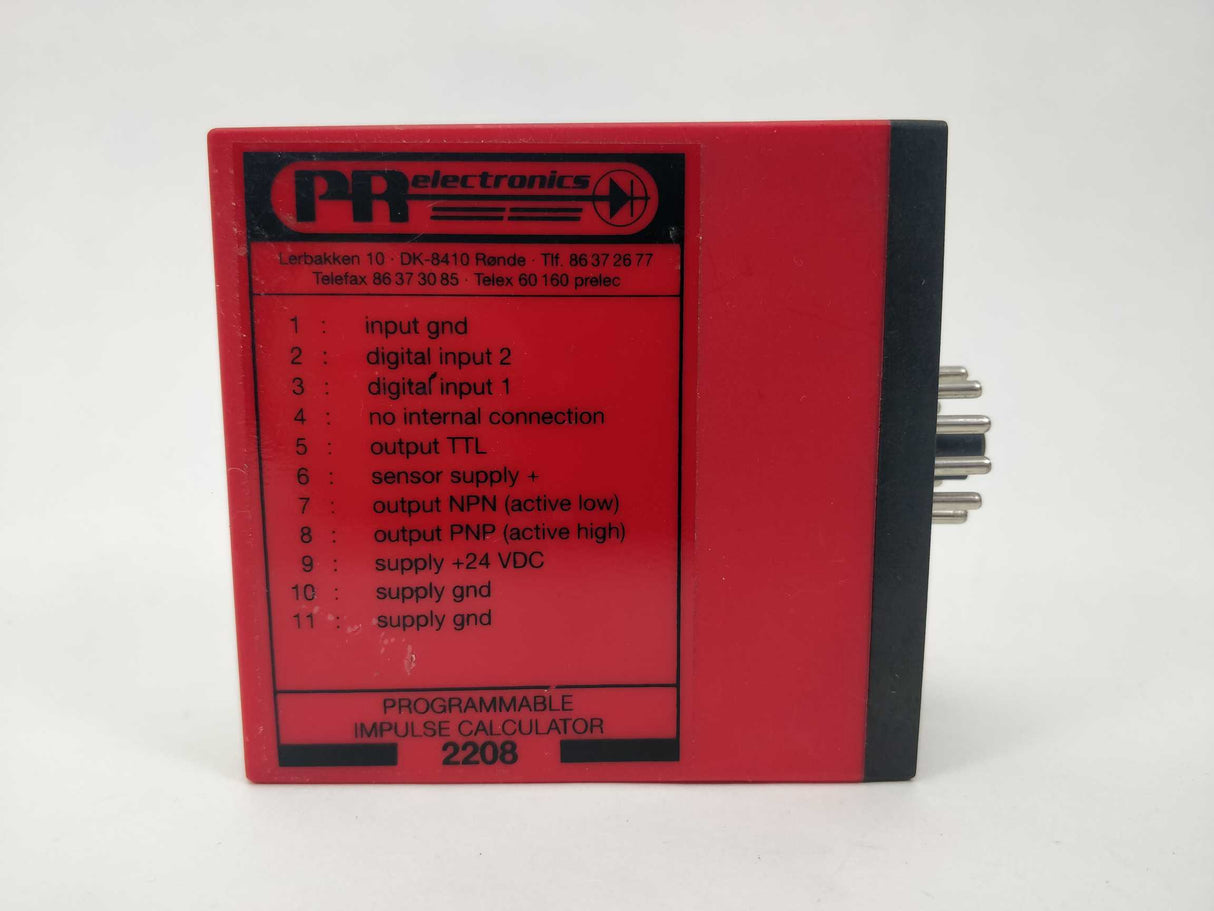 PR electronics
Lerbakken 10 · DK-8410 Rønde · Tlf. 86 37 26 77
Telefax 86 37 30 85 · Telex 60 160 prelec
1 : input gnd
2 : digital input 2
3 : digital input 1
4 : no internal connection
5 : output TTL
6 : sensor supply +
7 : output NPN (active low)
8 : output PNP (active high)
9 : supply +24 VDC
10 : supply gnd
11 : supply gnd
PROGRAMMABLE
IMPULSE CALCULATOR
2208